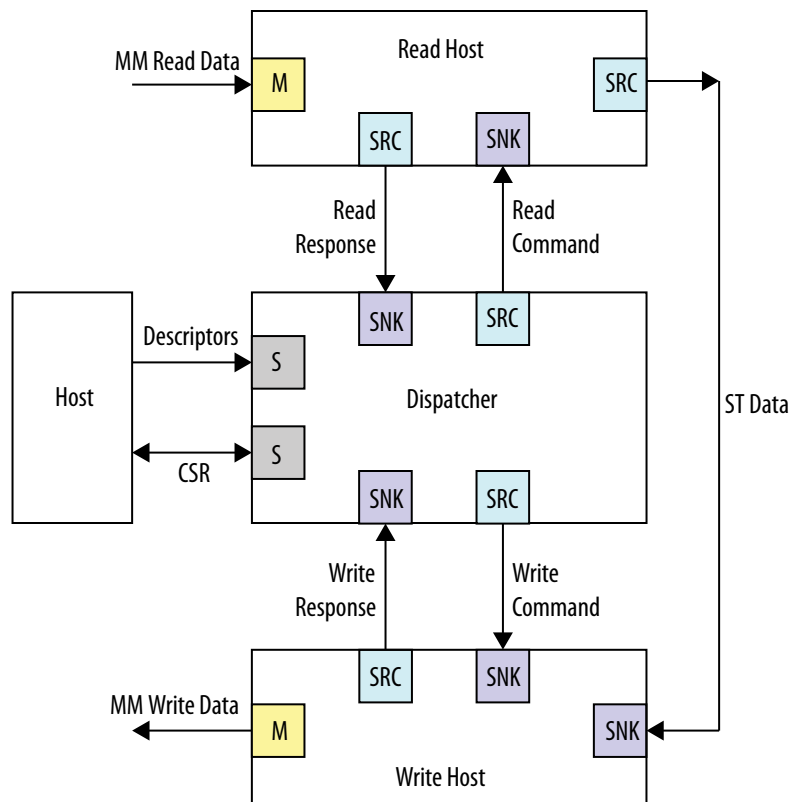 Read Host
MM Read Data
M
SRC
SRC
SNK
Read
Response
Read
Command
SNK
SRC
Descriptors
S
Host
Dispatcher
ST Data
S
CSR
SNK
SRC
Write
Response
Write
Command
SRC
SNK
MM Write Data
M
SNK
Write Host